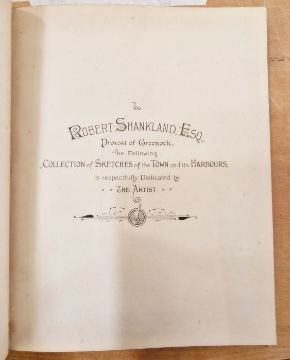 To
ROBERT SHANKLAND, ESQ.
Provost of Greenock,
The Following
COLLECTION OF SKETCHES of the TOWN and its HARBOURS,
is respectfully Dedicated by
THE ARTIST